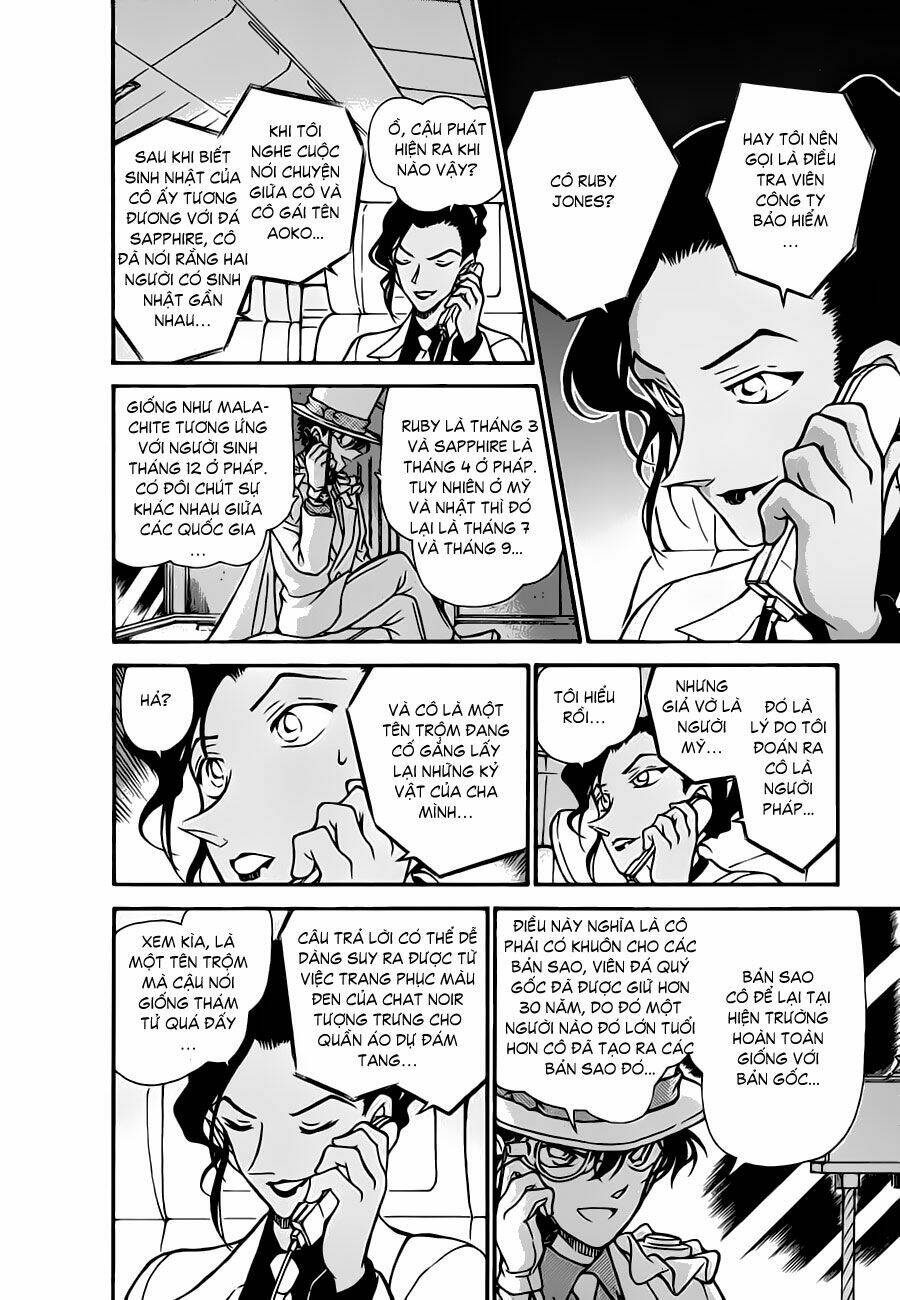 HAY TÔI NÊN
GỌI LÀ ĐIỀU
TRA VIÊN
CÔNG TY
BẢO HIỂM
...
CÔ RUBY
JONES?
Ồ, CẬU PHÁT
HIỆN RA KHI
NÀO VẬY?
KHI TÔI
NGHE CUỘC
NÓI CHUYỆN
GIỮA CÔ VÀ
CÔ GÁI TÊN
AOKO...
SAU KHI BIẾT
SINH NHẬT CỦA
CÔ ẤY TƯƠNG
ĐƯƠNG VỚI ĐÁ
SAPPHIRE, CÔ
ĐÃ NÓI RẰNG HAI
NGƯỜI CÓ SINH
NHẬT GẦN
NHAU...
RUBY LÀ THÁNG 3
VÀ SAPPHIRE LÀ
THÁNG 4 Ở PHÁP.
TUY NHIÊN Ở MỸ
VÀ NHẬT THÌ ĐÓ
LẠI LÀ THÁNG 7
VÀ THÁNG 9...
GIỐNG NHƯ MALA-
CHITE TƯƠNG ỨNG
VỚI NGƯỜI SINH
THÁNG 12 Ở PHÁP.
CÓ ĐÔI CHÚT SỰ
KHÁC NHAU GIỮA
CÁC QUỐC GIA
...
ĐÓ LÀ
LÝ DO TÔI
ĐOÁN RA
CÔ LÀ
NGƯỜI
PHÁP...
NHƯNG
GIẢ VỜ LÀ
NGƯỜI
MỸ...
TÔI HIỂU
RỒI...
VÀ CÔ LÀ MỘT
TÊN TRỘM ĐANG
CỐ GẮNG LẤY
LẠI NHỮNG KỶ
VẬT CỦA CHA
MÌNH...
HẢ?
BẢN SAO
CÔ ĐỂ LẠI TẠI
HIỆN TRƯỜNG
HOÀN TOÀN
GIỐNG VỚI
BẢN GỐC...
ĐIỀU NÀY NGHĨA LÀ CÔ
PHẢI CÓ KHUÔN CHO CÁC
BẢN SAO, VIÊN ĐÁ QUÝ
GỐC ĐÃ ĐƯỢC GIỮ HƠN
30 NĂM, DO ĐÓ MỘT
NGƯỜI NÀO ĐÓ LỚN TUỔI
HƠN CÔ ĐÃ TẠO RA CÁC
BẢN SAO ĐÓ...
CÂU TRẢ LỜI CÓ THỂ DỄ
DÀNG SUY RA ĐƯỢC TỪ
VIỆC TRANG PHỤC MÀU
ĐEN CỦA CHAT NOIR
TƯỢNG TRƯNG CHO
QUẦN ÁO DỰ ĐÁM
TANG...
XEM KÌA, LÀ
MỘT TÊN TRỘM
MÀ CẬU NÓI
GIỐNG THÁM
TỬ QUÁ ĐẤY
...